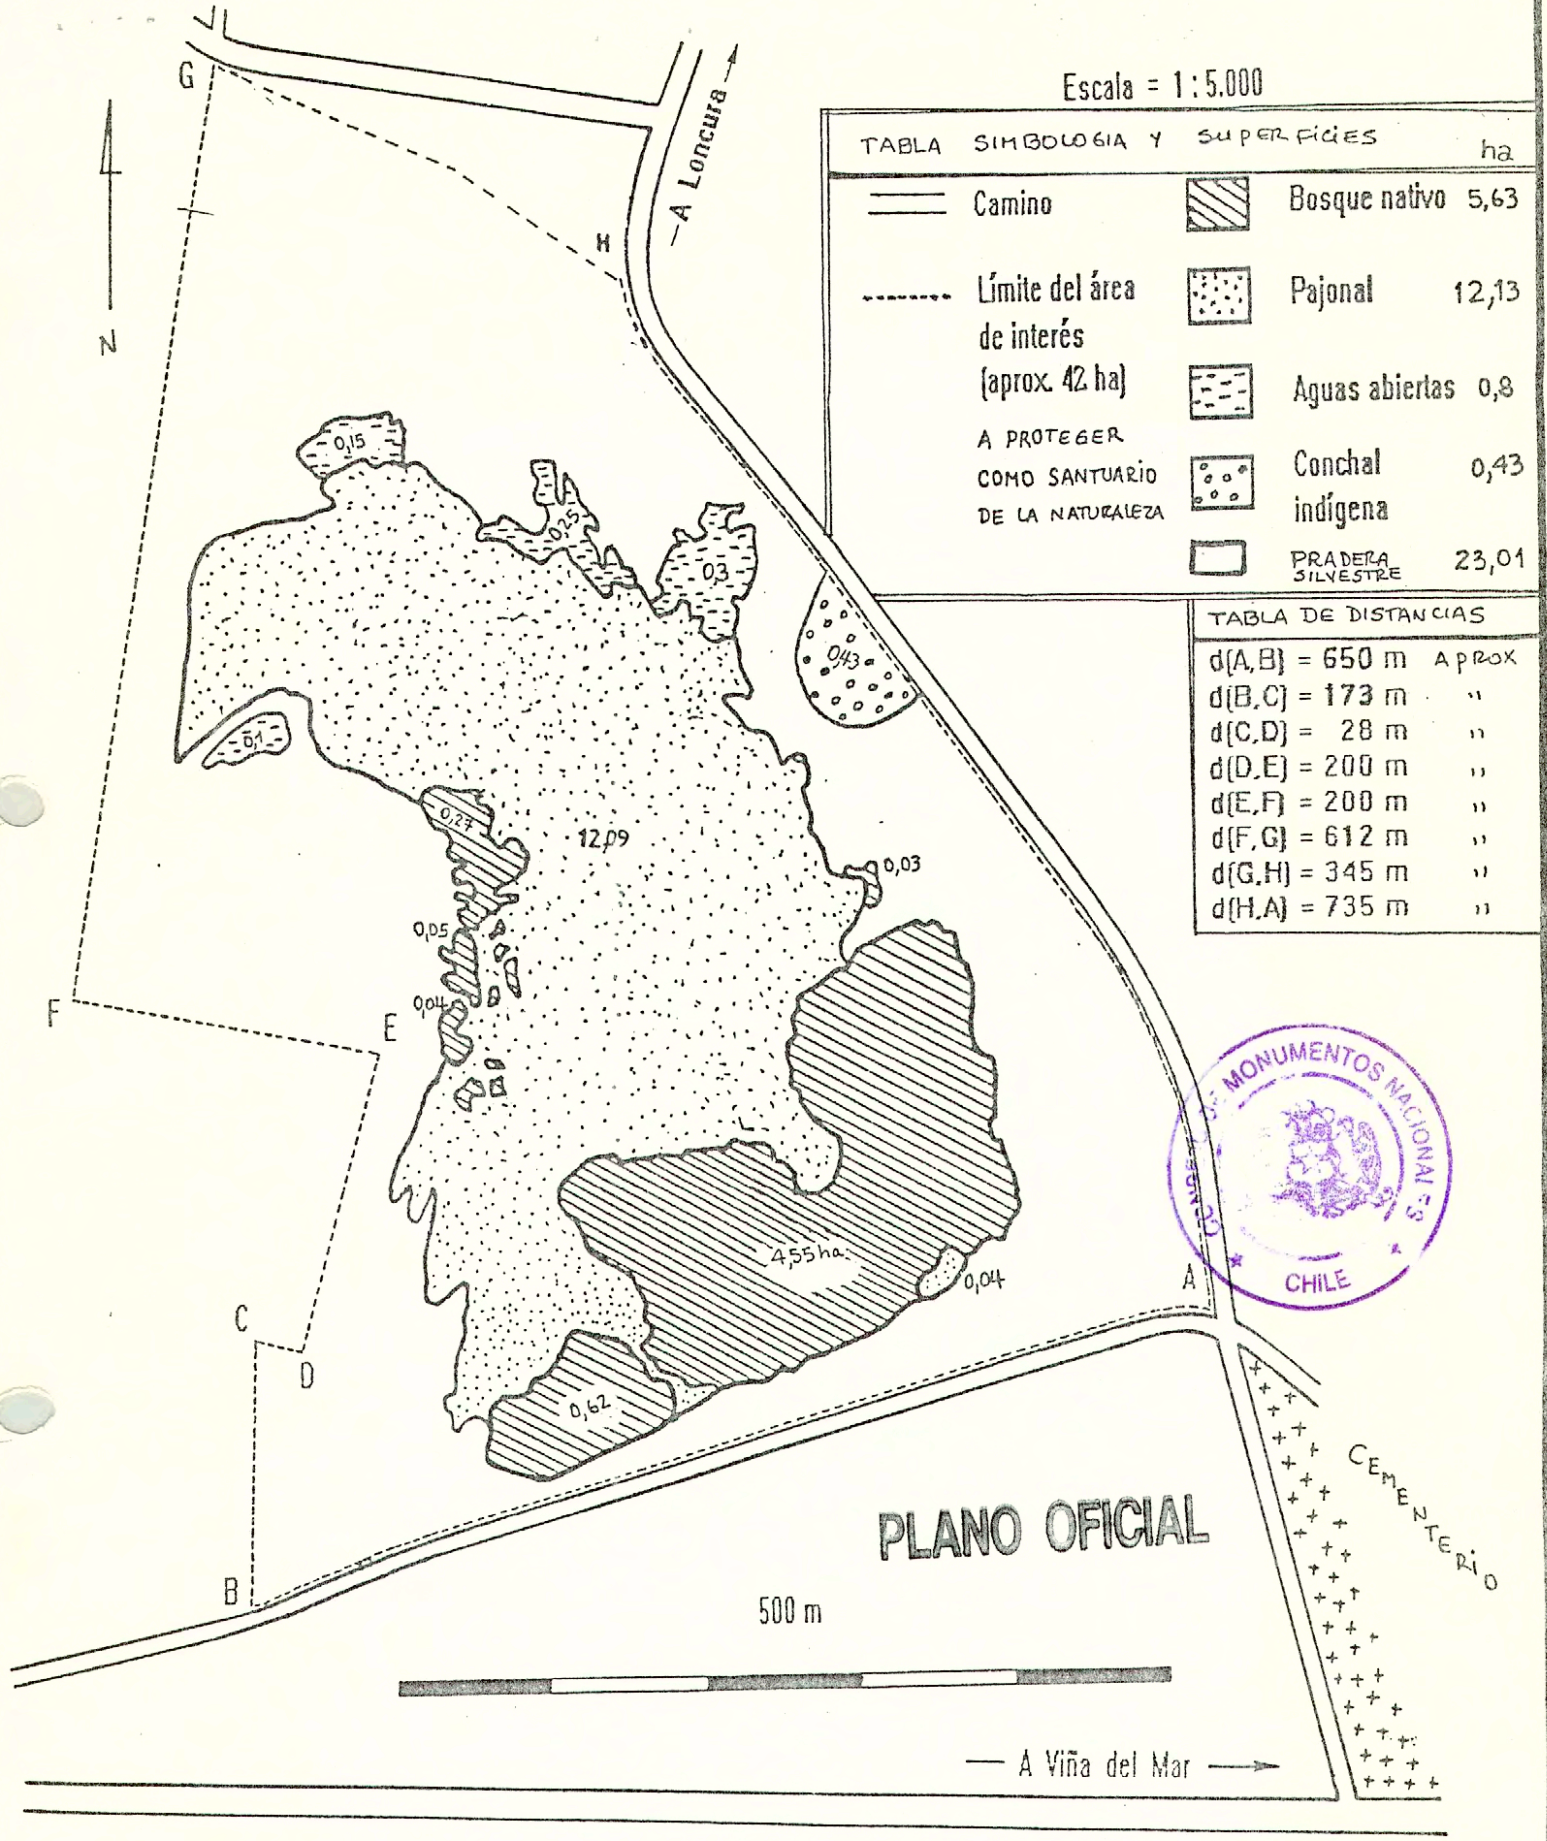 Escala = 1:5.000
TABLA SIMBOLOGIA Y SUPERFICIES ha
Camino
Bosque nativo 5,63
Límite del área
de interés
(aprox. 42 ha)
A PROTEGER
COMO SANTUARIO
DE LA NATURALEZA
Pajonal 12,13
Aguas abiertas 0,8
Conchal 0,43
indígena
PRADERA 23,01
SILVESTRE
TABLA DE DISTANCIAS
d(A,B) = 650 m APROX
d(B,C) = 173 m "
d(C,D) = 28 m "
d(D.E) = 200 m "
d(E,F) = 200 m "
d(F,G) = 612 m "
d(G,H) = 345 m "
d(H,A) = 735 m "
G
—A Loncura→
H
N
0,15
0,25
0,3
0,43
0,1
0,27
12,09
0,03
0,05
0,04
F
E
4,55 ha
0,04
A
C
D
0,62
B
DE MONUMENTOS NACIONALES
CHILE
CEMENTERIO
PLANO OFICIAL
500 m
— A Viña del Mar →